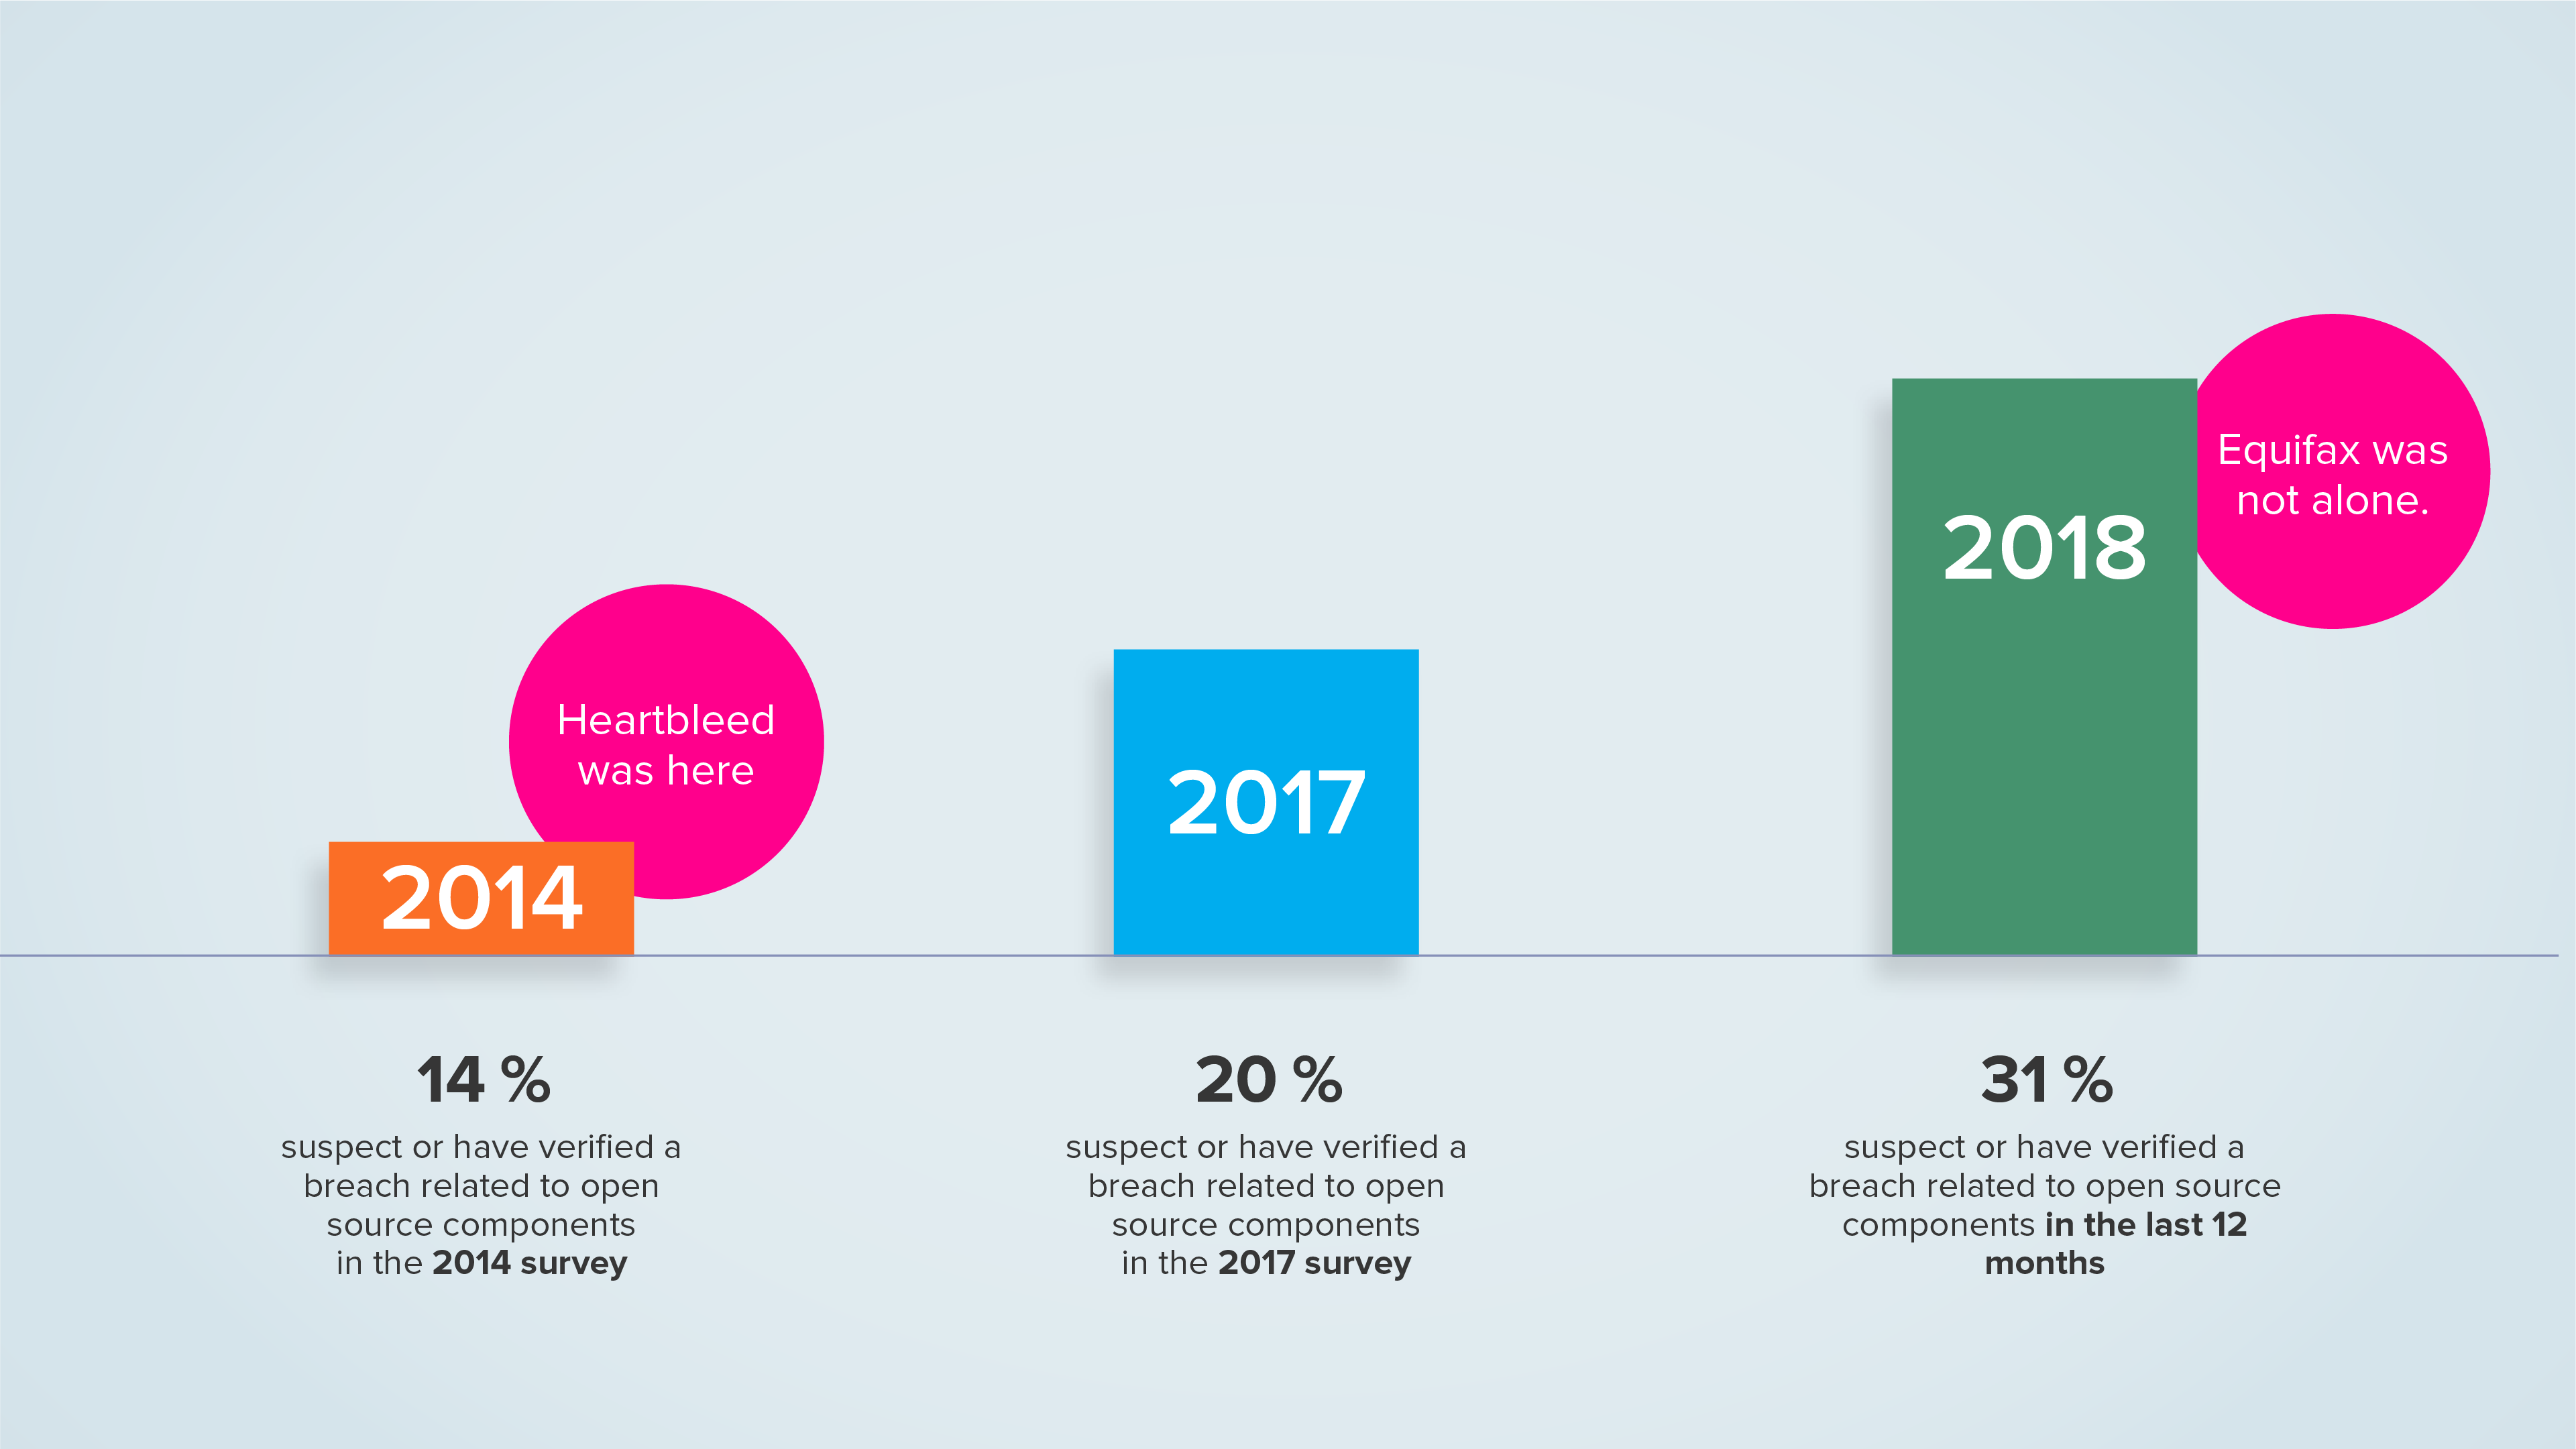 Equifax was
not alone.
2018
Heartbleed
was here
2017
2014
14 %
suspect or have verified a
breach related to open
source components
in the 2014 survey
20 %
suspect or have verified a
breach related to open
source components
in the 2017 survey
31 %
suspect or have verified a
breach related to open source
components in the last 12
months